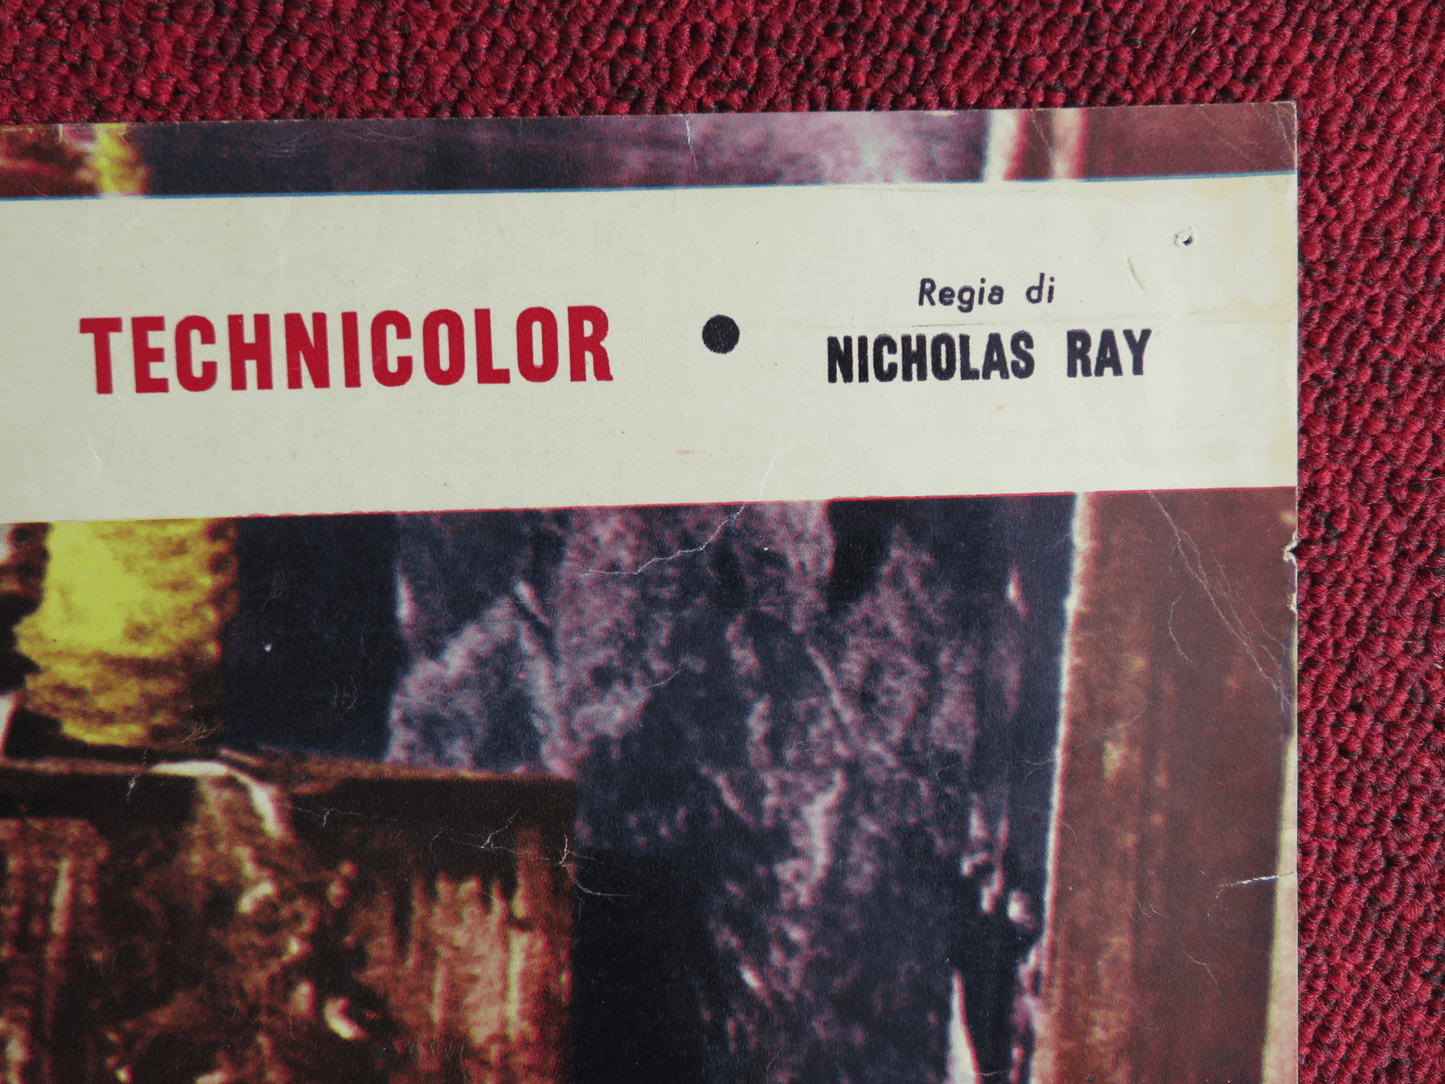 TECHNICOLOR • Regia di
NICHOLAS RAY